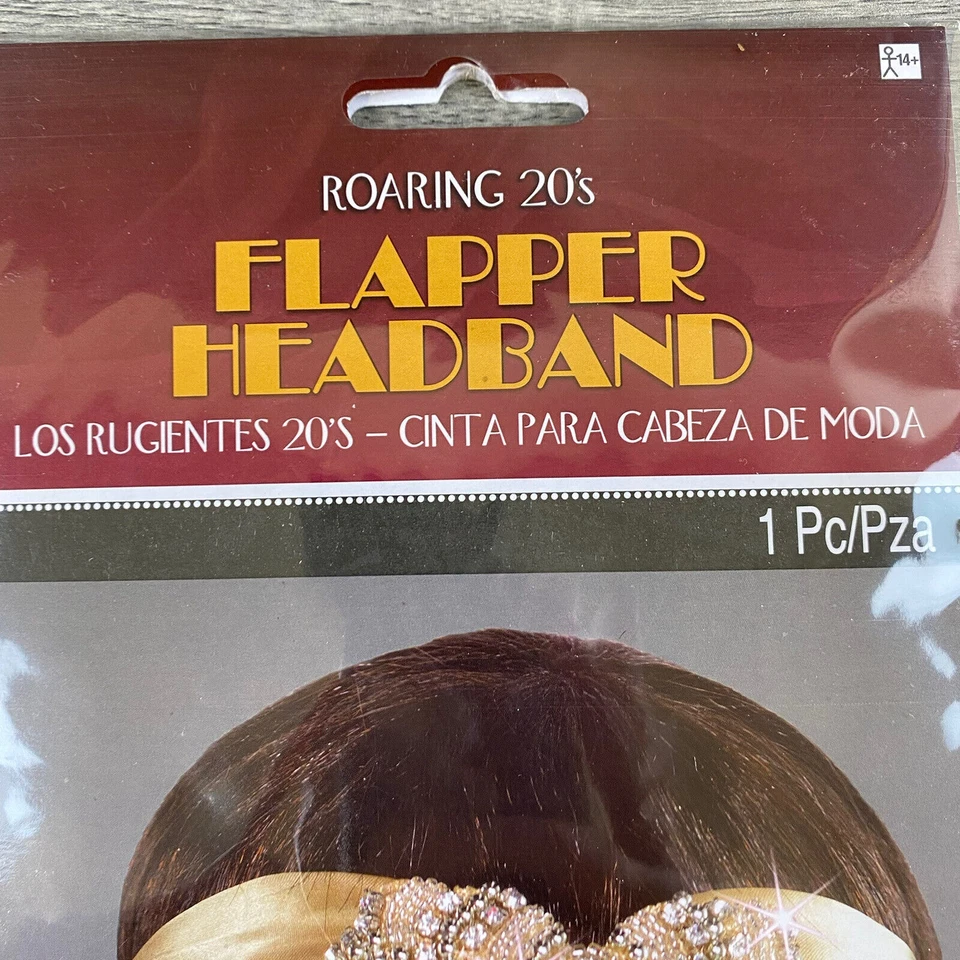 14+
ROARING 20's
FLAPPER
HEADBAND
LOS RUGIENTES 20'S – CINTA PARA CABEZA DE MODA
1 Pc/Pza